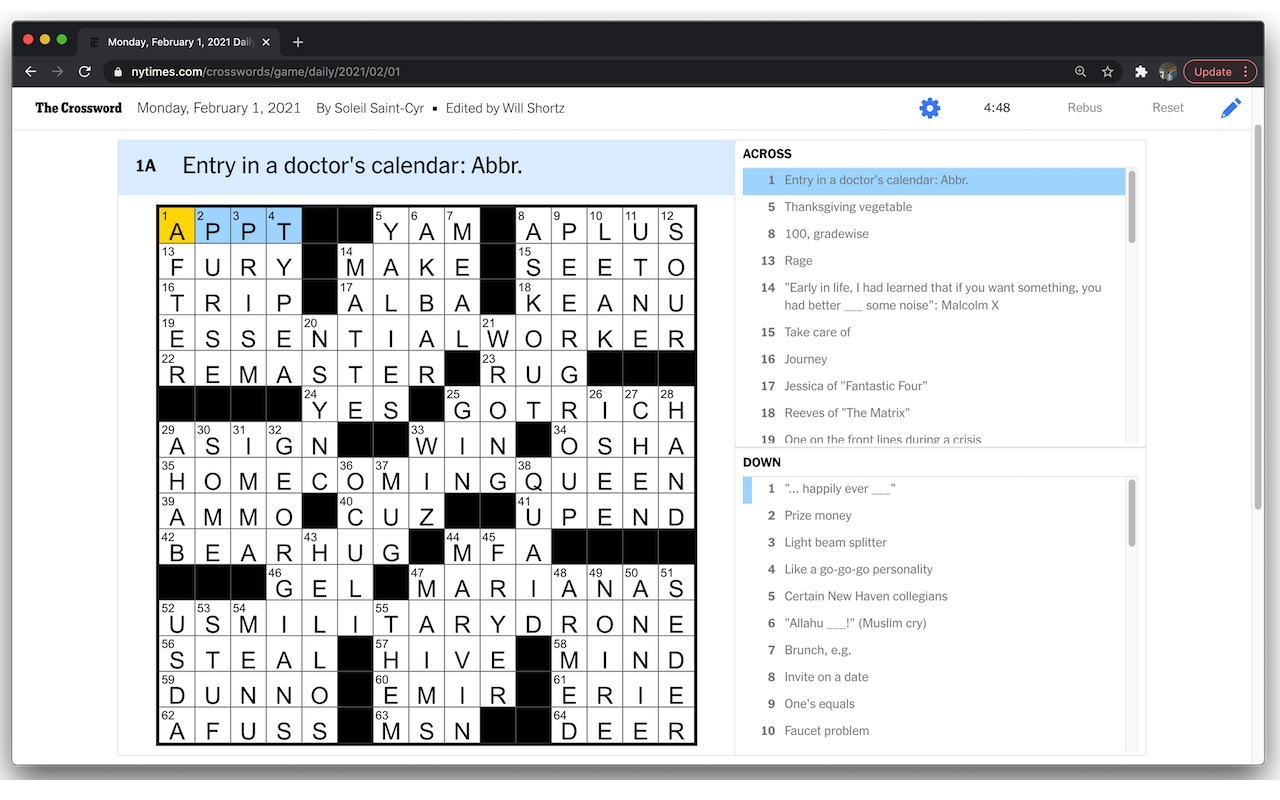 Monday, February 1, 2021 Dail
nytimes.com/crosswords/game/daily/2021/02/01
Update
The Crossword Monday, February 1, 2021 By Soleil Saint-Cyr ▪ Edited by Will Shortz
4:48 Rebus Reset
1A Entry in a doctor's calendar: Abbr.
1 2 3 4 5 6 7 8 9 10 11 12
A P P T Y A M A P L U S
13 14 15
F U R Y M A K E S E E T O
16 17 18
T R I P A L B A K E A N U
19 20 21
E S S E N T I A L W O R K E R
22 23
R E M A S T E R R U G
24 25 26 27 28
Y E S G O T R I C H
29 30 31 32 33 34
A S I G N W I N O S H A
35 36 37 38
H O M E C O M I N G Q U E E N
39 40 41
A M M O C U Z U P E N D
42 43 44 45
B E A R H U G M F A
46 47 48 49 50 51
G E L M A R I A N A S
52 53 54 55
U S M I L I T A R Y D R O N E
56 57 58
S T E A L H I V E M I N D
59 60 61
D U N N O E M I R E R I E
62 63 64
A F U S S M S N D E E R
ACROSS
1 Entry in a doctor's calendar: Abbr.
5 Thanksgiving vegetable
8 100, gradewise
13 Rage
14 "Early in life, I had learned that if you want something, you
had better ___ some noise": Malcolm X
15 Take care of
16 Journey
17 Jessica of "Fantastic Four"
18 Reeves of "The Matrix"
19 One on the front lines during a crisis
DOWN
1 "... happily ever ___"
2 Prize money
3 Light beam splitter
4 Like a go-go-go personality
5 Certain New Haven collegians
6 "Allahu ___!" (Muslim cry)
7 Brunch, e.g.
8 Invite on a date
9 One's equals
10 Faucet problem